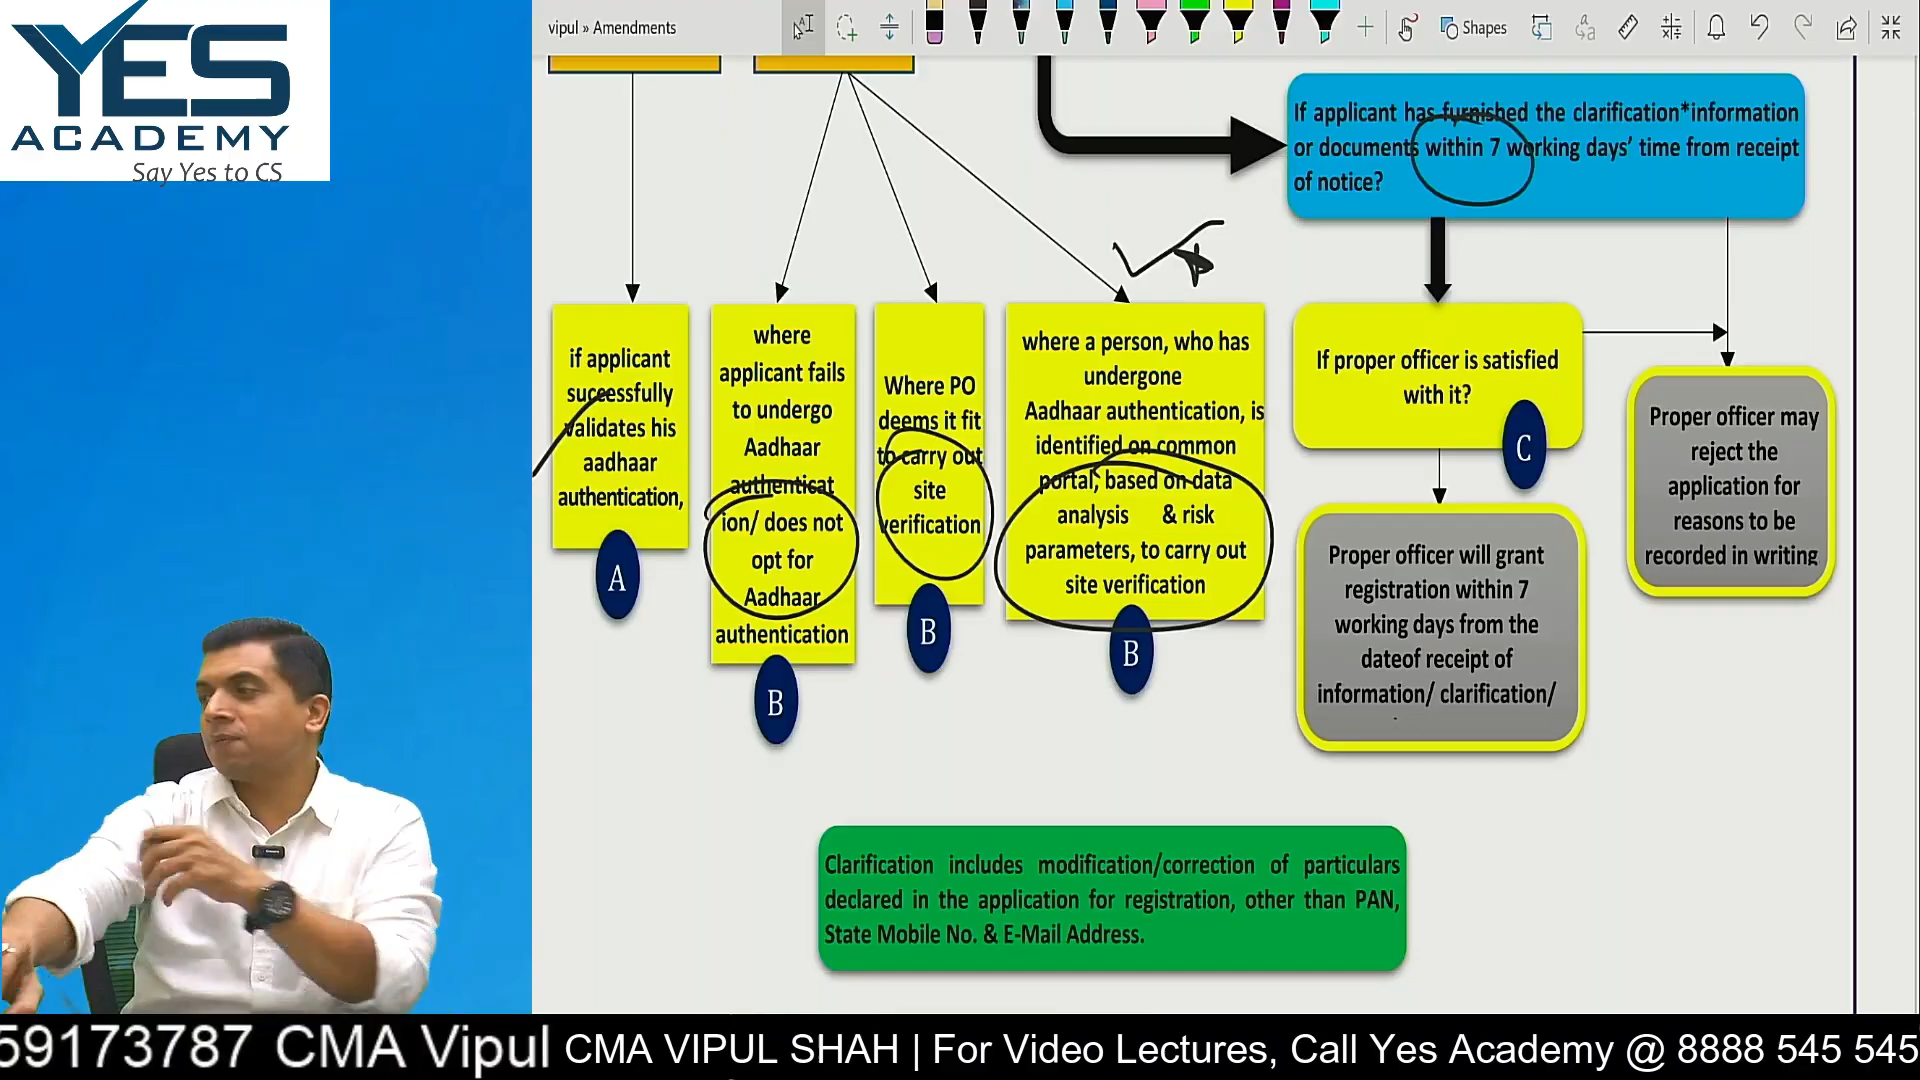 YES
ACADEMY
Say Yes to CS
vipul » Amendments
Shapes
If applicant has furnished the clarification*information
or documents within 7 working days’ time from receipt
of notice?
if applicant
successfully
validates his
aadhaar
authentication,
A
where
applicant fails
to undergo
Aadhaar
authenticat
ion/ does not
opt for
Aadhaar
authentication
B
Where PO
deems it fit
to carry out
site
verification
B
where a person, who has
undergone
Aadhaar authentication, is
identified on common
portal, based on data
analysis & risk
parameters, to carry out
site verification
B
If proper officer is satisfied
with it?
C
Proper officer will grant
registration within 7
working days from the
dateof receipt of
information/ clarification/
Proper officer may
reject the
application for
reasons to be
recorded in writing
Clarification includes modification/correction of particulars
declared in the application for registration, other than PAN,
State Mobile No. & E-Mail Address.
59173787 CMA Vipul
CMA VIPUL SHAH | For Video Lectures, Call Yes Academy @ 8888 545 545